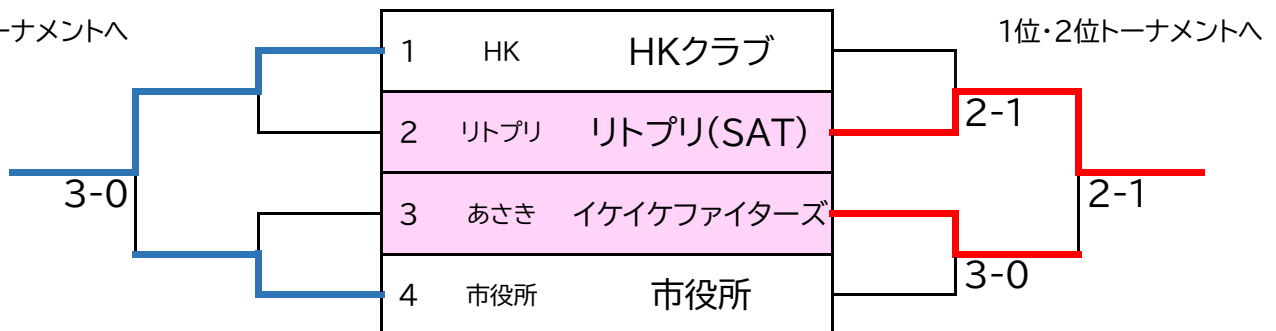 ーナメントへ
1位・2位トーナメントへ
1 HK HKクラブ
2 リトプリ リトプリ(SAT)
2-1
3-0
2-1
3 あさき イケイケファイターズ
3-0
4 市役所 市役所